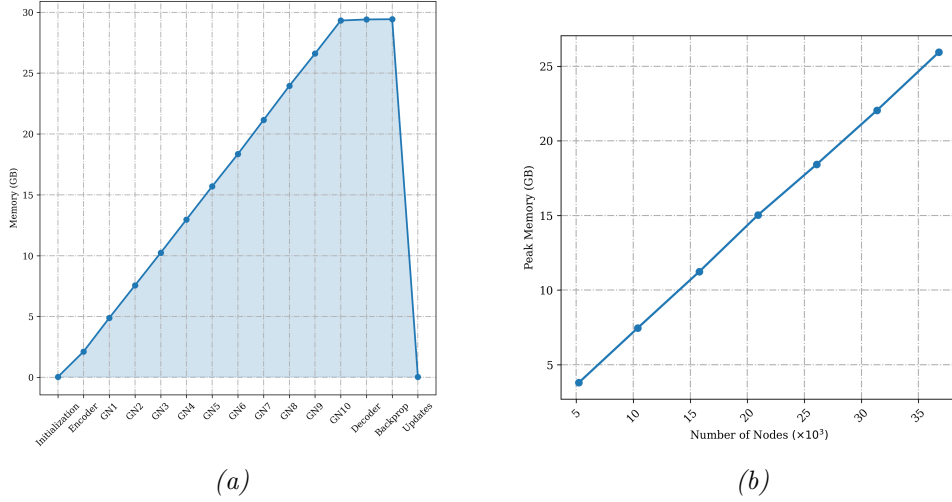 30
25
20
15
10
5
0
Memory (GB)
Initialization
Encoder
GN1
GN2
GN3
GN4
GN5
GN6
GN7
GN8
GN9
GN10
Decoder
Backprop
Updates
(a)
25
20
15
10
5
Peak Memory (GB)
5 10 15 20 25 30 35
Number of Nodes (×10³)
(b)